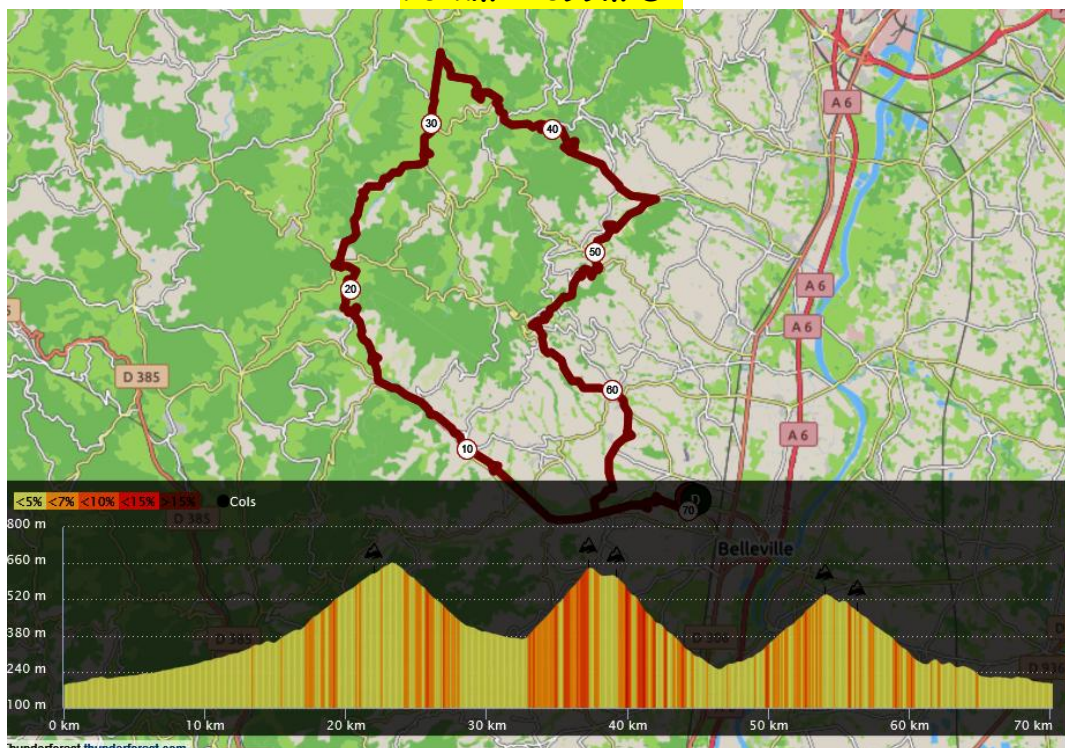 A 6
30
40
50
A 6
20
A 6
D 385
60
A 6
10
D
70
<5% <7% <10% <15% >15% Cols
D 385
800 m
Belleville
660 m
520 m
380 m
240 m
100 m
0 km 10 km 20 km 30 km 40 km 50 km 60 km 70 km
thunderforest.com